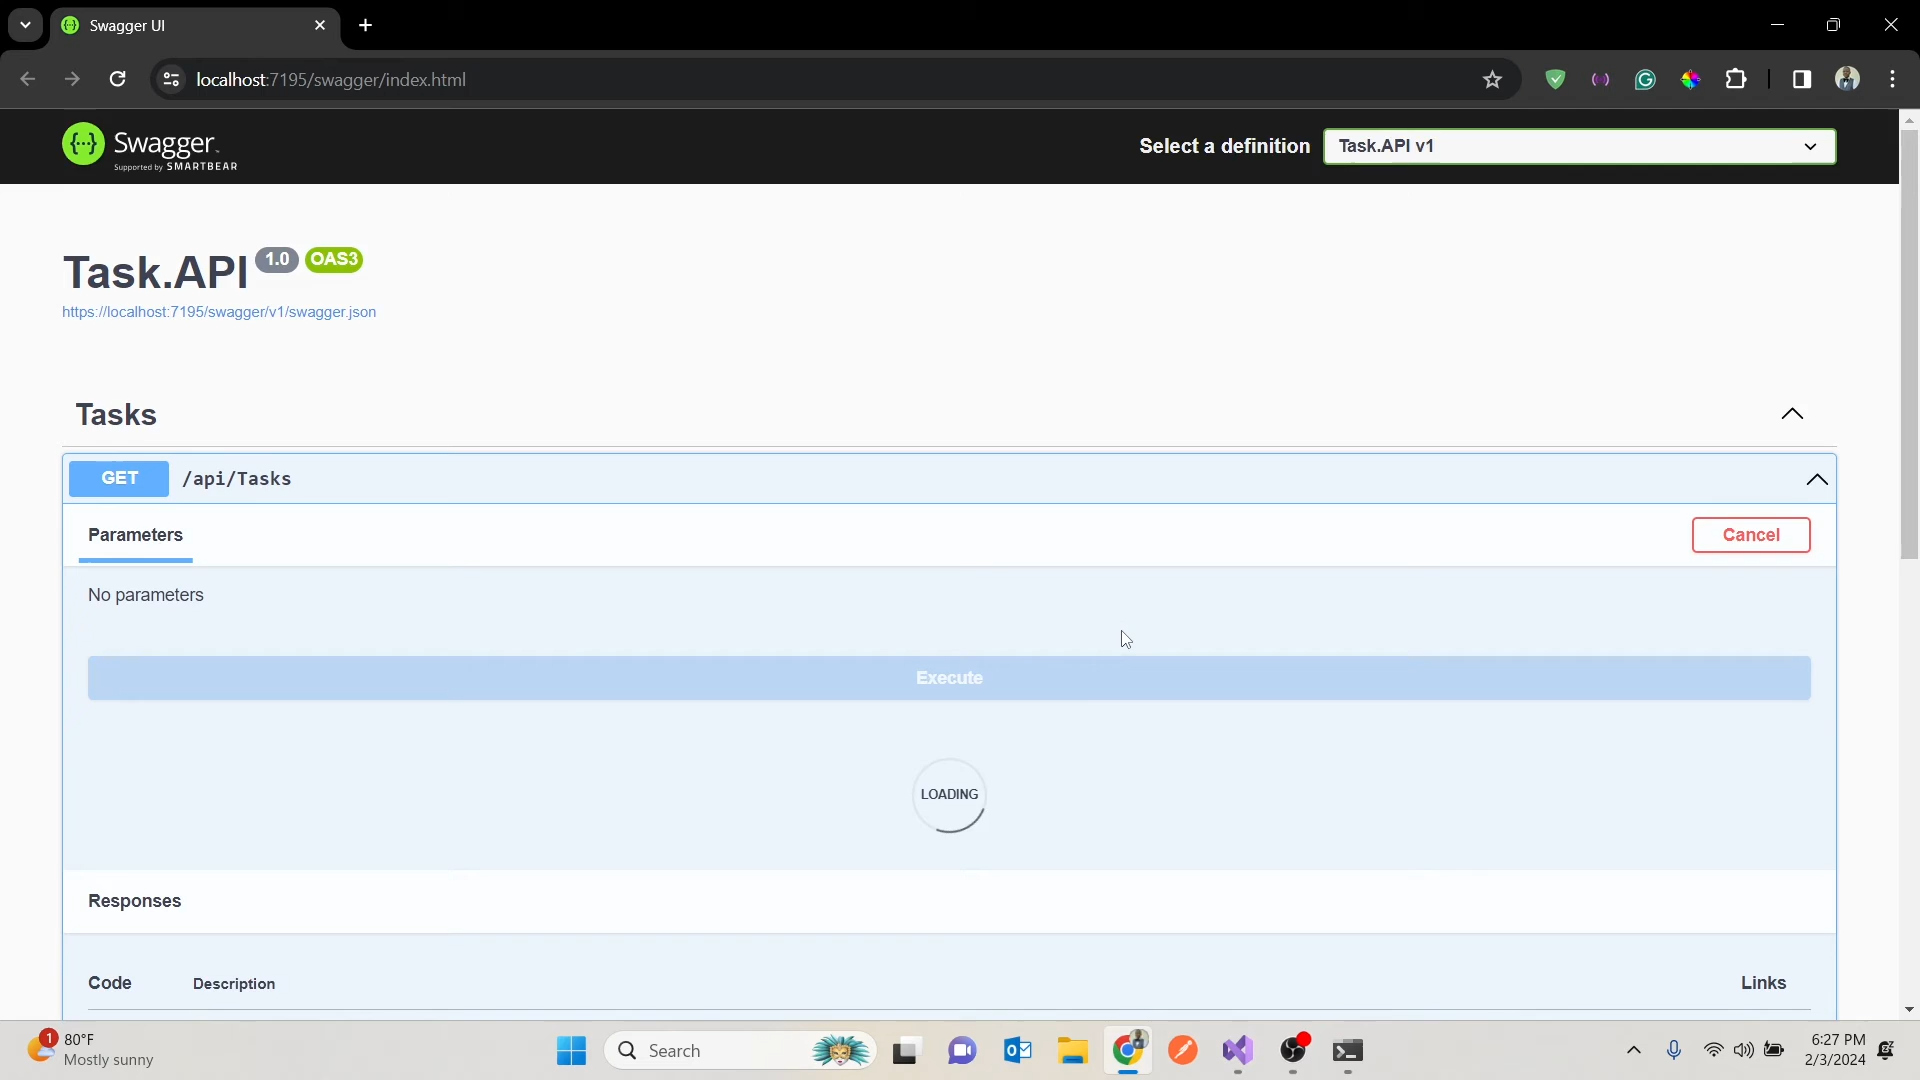 Swagger UI
localhost:7195/swagger/index.html
Swagger
Supported by SMARTBEAR
Select a definition
Task.API v1
Task.API 1.0 OAS3
https://localhost:7195/swagger/v1/swagger.json
Tasks
GET /api/Tasks
Parameters
Cancel
No parameters
Execute
LOADING
Responses
Code Description Links
1
80°F
Mostly sunny
Search
6:27 PM
2/3/2024